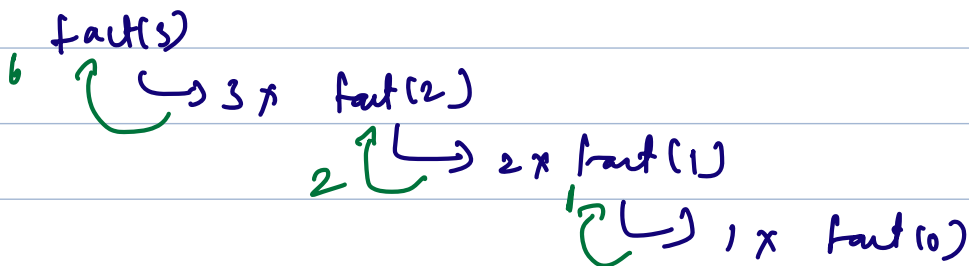 fact(3)
6 3 x fact(2)
2 2 x fact(1)
1 1 x fact(0)